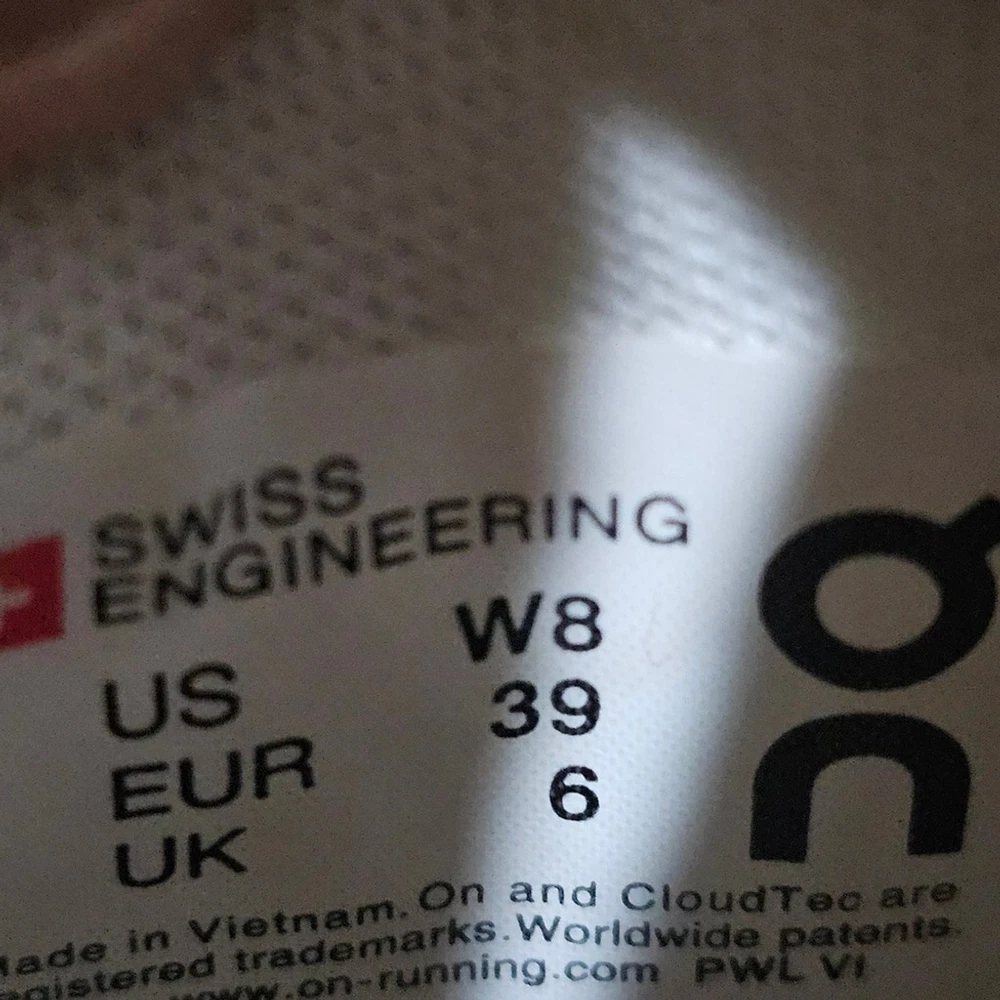 SWISS
ENGINEERING
US W8
EUR 39
UK 6
on
Made in Vietnam. On and CloudTec are
registered trademarks. Worldwide patents.
www.on-running.com PWL VI